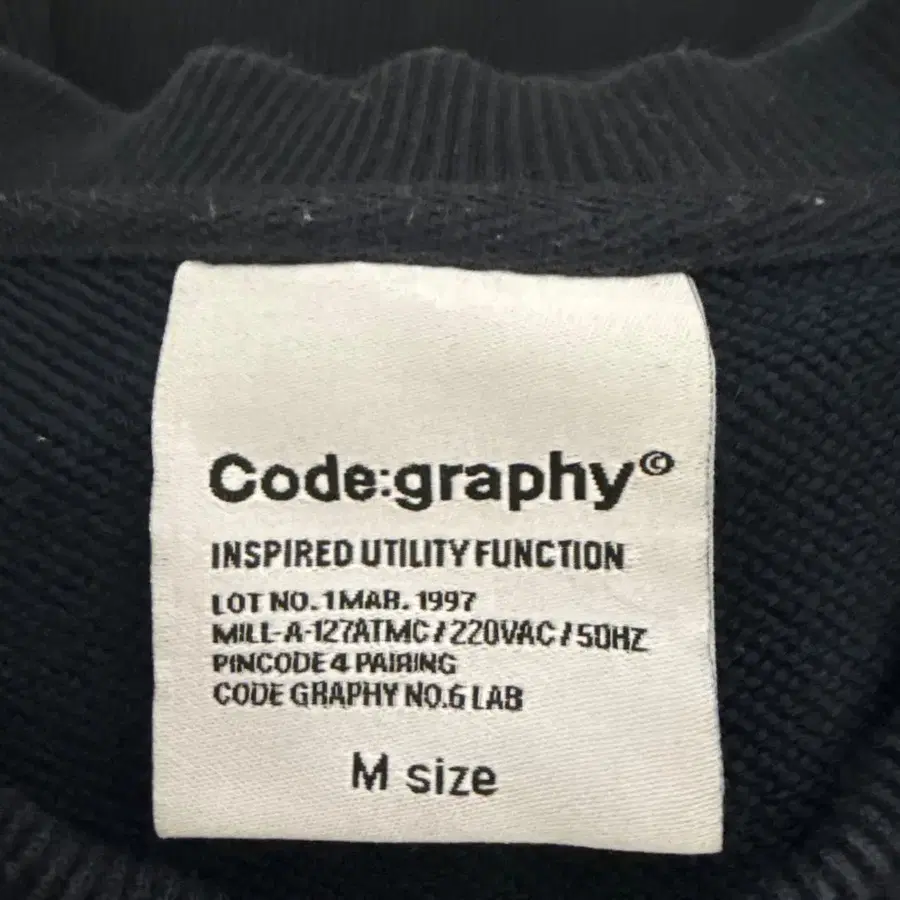 Code:graphy©
INSPIRED UTILITY FUNCTION
LOT NO. 1MAR. 1997
MILL-A-127ATMC / 220VAC / 50HZ
PINCODE 4 PAIRING
CODE GRAPHY NO.6 LAB
M size